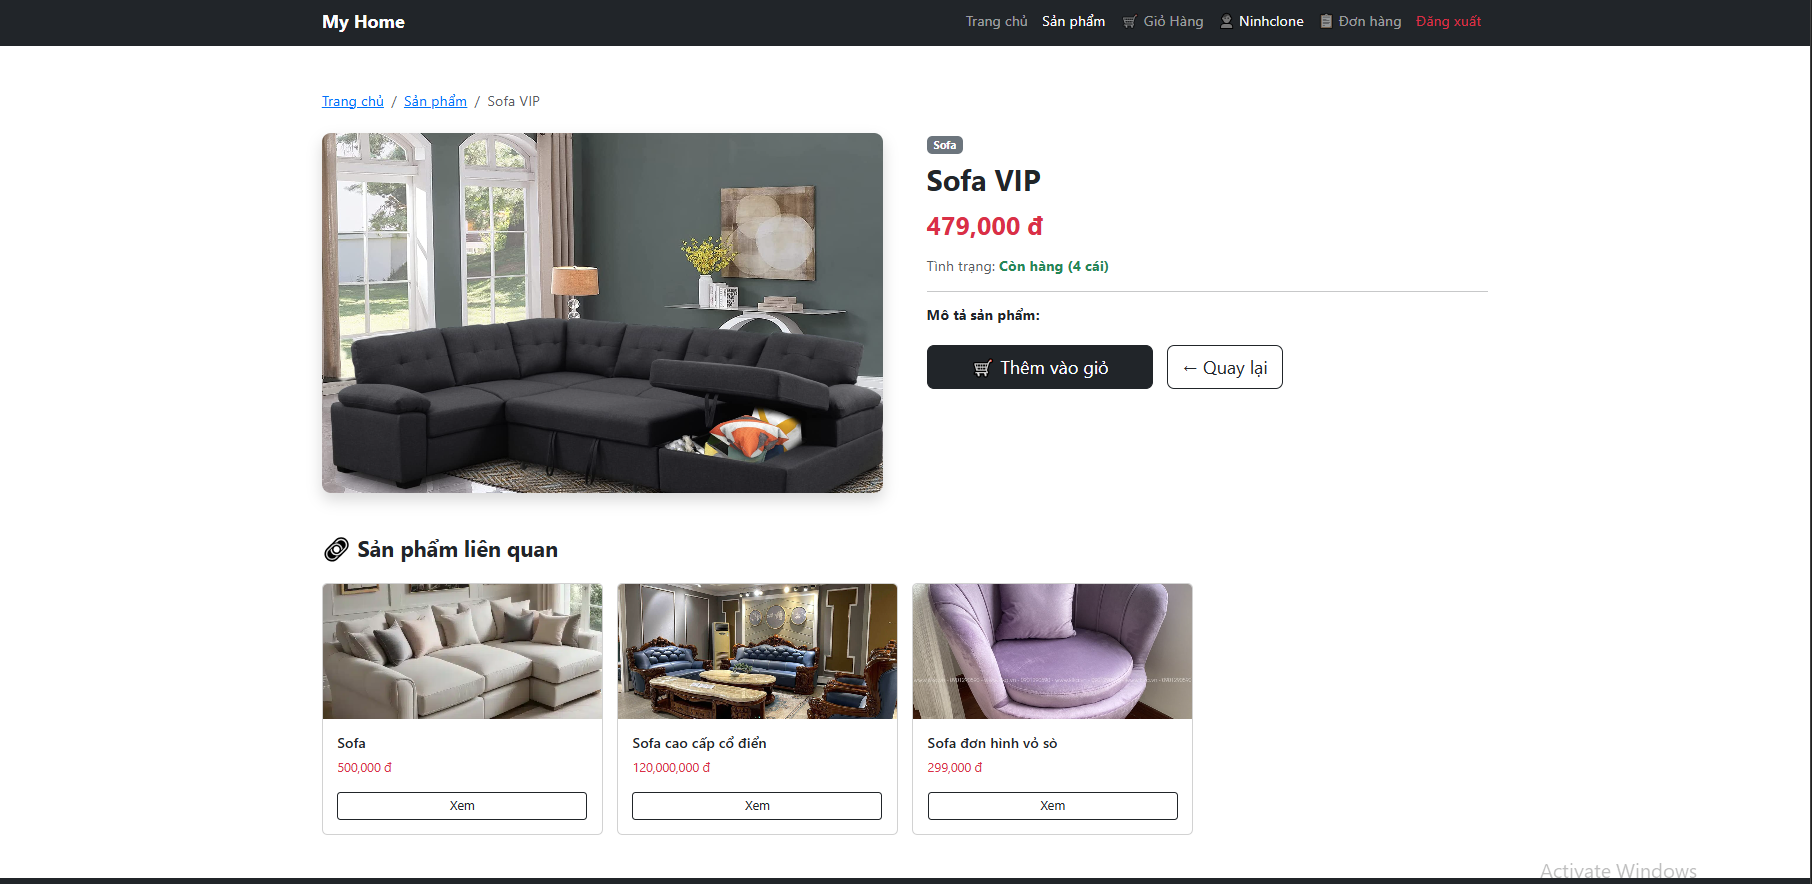 My Home
Trang chủ Sản phẩm Giỏ Hàng Ninhclone Đơn hàng Đăng xuất
Trang chủ / Sản phẩm / Sofa VIP
Sofa
Sofa VIP
479,000 đ
Tình trạng: Còn hàng (4 cái)
Mô tả sản phẩm:
Thêm vào giỏ
← Quay lại
Sản phẩm liên quan
Sofa
500,000 đ
Xem
Sofa cao cấp cổ điển
120,000,000 đ
Xem
Sofa đơn hình vỏ sò
299,000 đ
Xem
Activate Windows